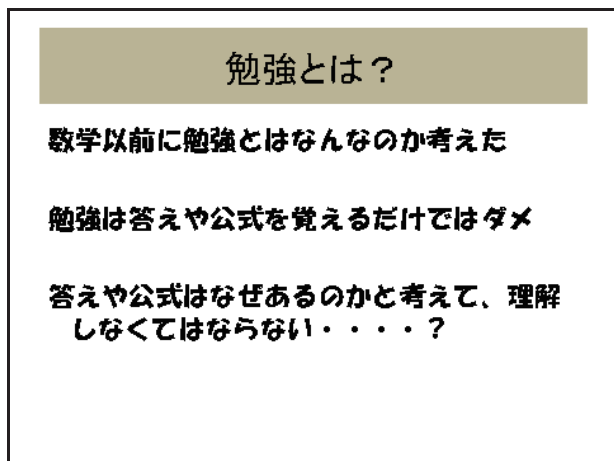 勉強とは？
数学以前に勉強とはなんなのか考えた
勉強は答えや公式を覚えるだけではダメ
答えや公式はなぜあるのかと考えて、理解
しなくてはならない・・・・？